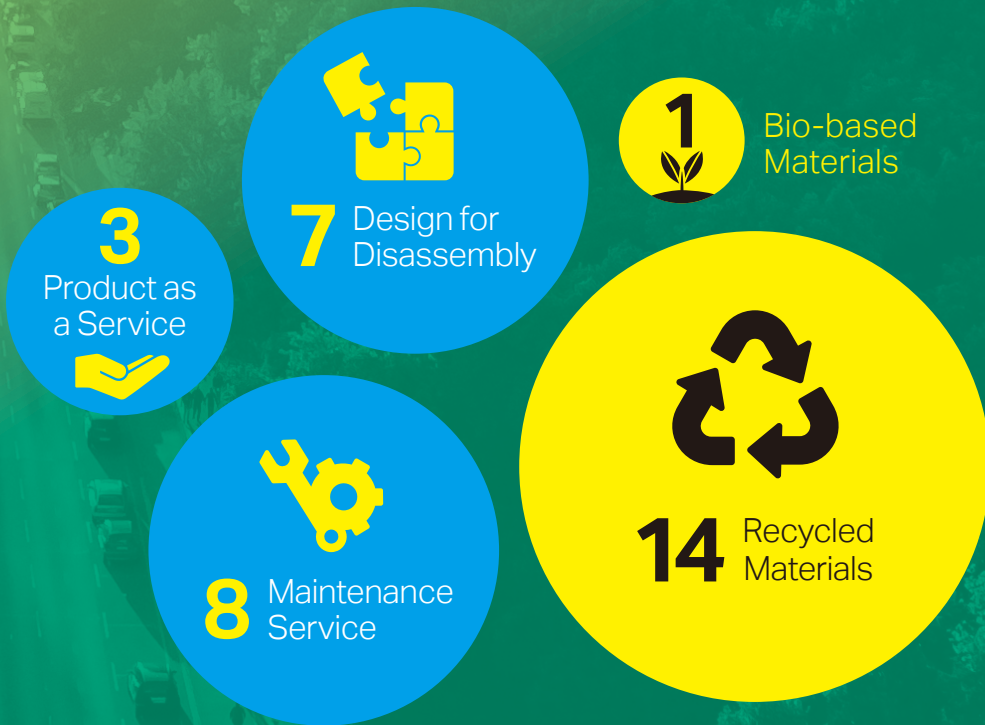 7 Design for
Disassembly
1 Bio-based
Materials
3
Product as
a Service
8 Maintenance
Service
14 Recycled
Materials